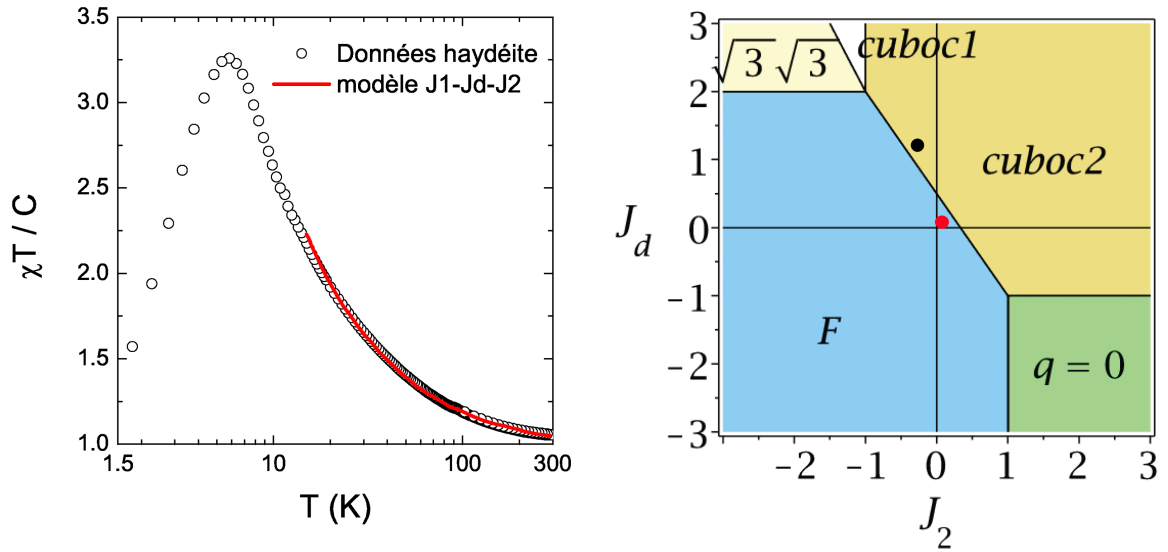 3.5
3.0
2.5
2.0
1.5
1.0
χT / C
○ Données haydéite
modèle J1-Jd-J2
1.5
10
100
300
T (K)
3
2
1
0
−1
−2
−3
J_d
√3 √3
cuboc1
cuboc2
F
q = 0
−2 −1 0 1 2 3
J_2